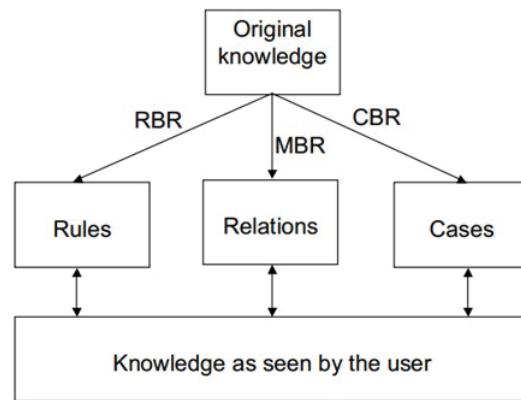 Original
knowledge
RBR
MBR
CBR
Rules
Relations
Cases
Knowledge as seen by the user